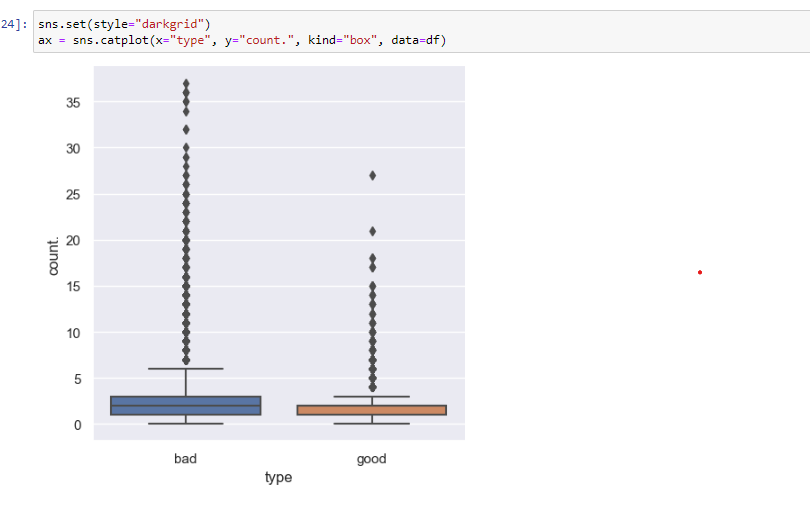 24]: sns.set(style="darkgrid")
ax = sns.catplot(x="type", y="count.", kind="box", data=df)
35
30
25
20
15
10
5
0
count.
bad good
type